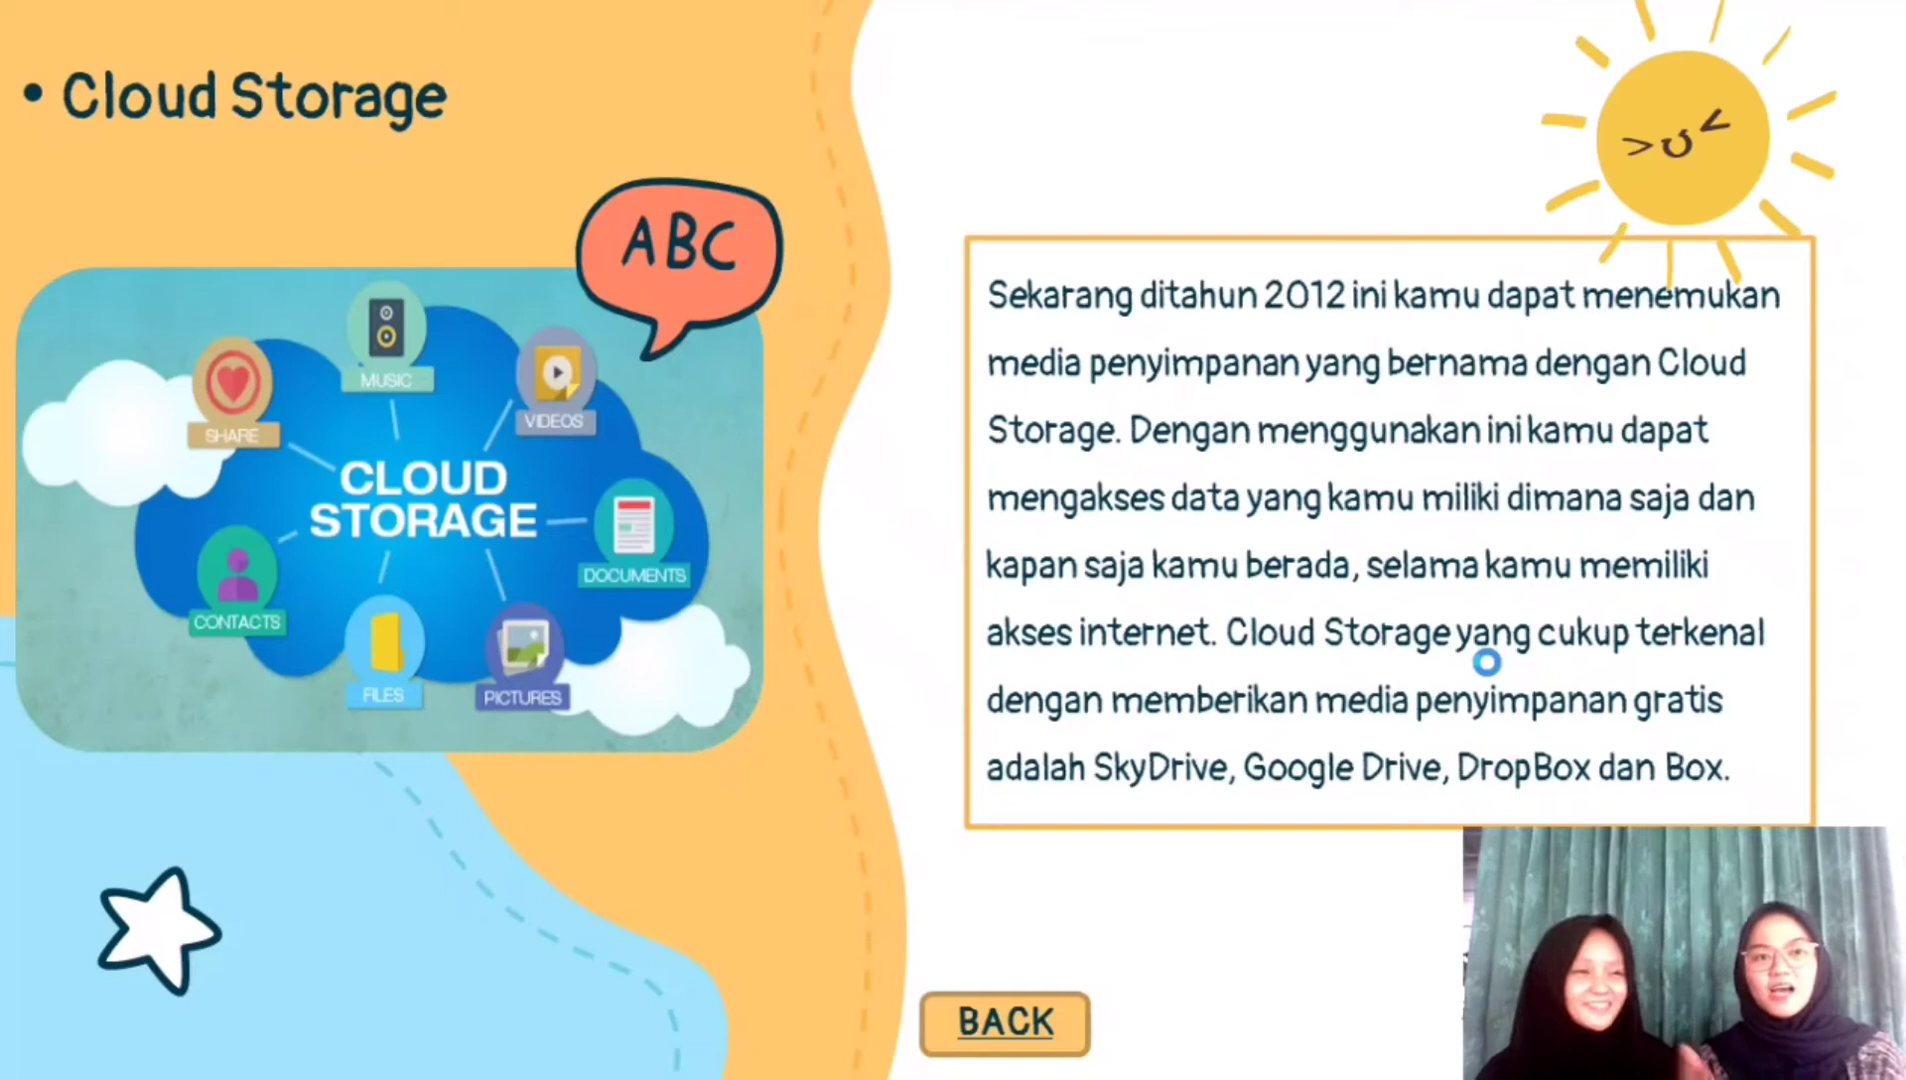 • Cloud Storage
ABC
MUSIC
VIDEOS
SHARE
CLOUD
STORAGE
DOCUMENTS
CONTACTS
FILES
PICTURES
Sekarang ditahun 2012 ini kamu dapat menemukan
media penyimpanan yang bernama dengan Cloud
Storage. Dengan menggunakan ini kamu dapat
mengakses data yang kamu miliki dimana saja dan
kapan saja kamu berada, selama kamu memiliki
akses internet. Cloud Storage yang cukup terkenal
dengan memberikan media penyimpanan gratis
adalah SkyDrive, Google Drive, DropBox dan Box.
BACK